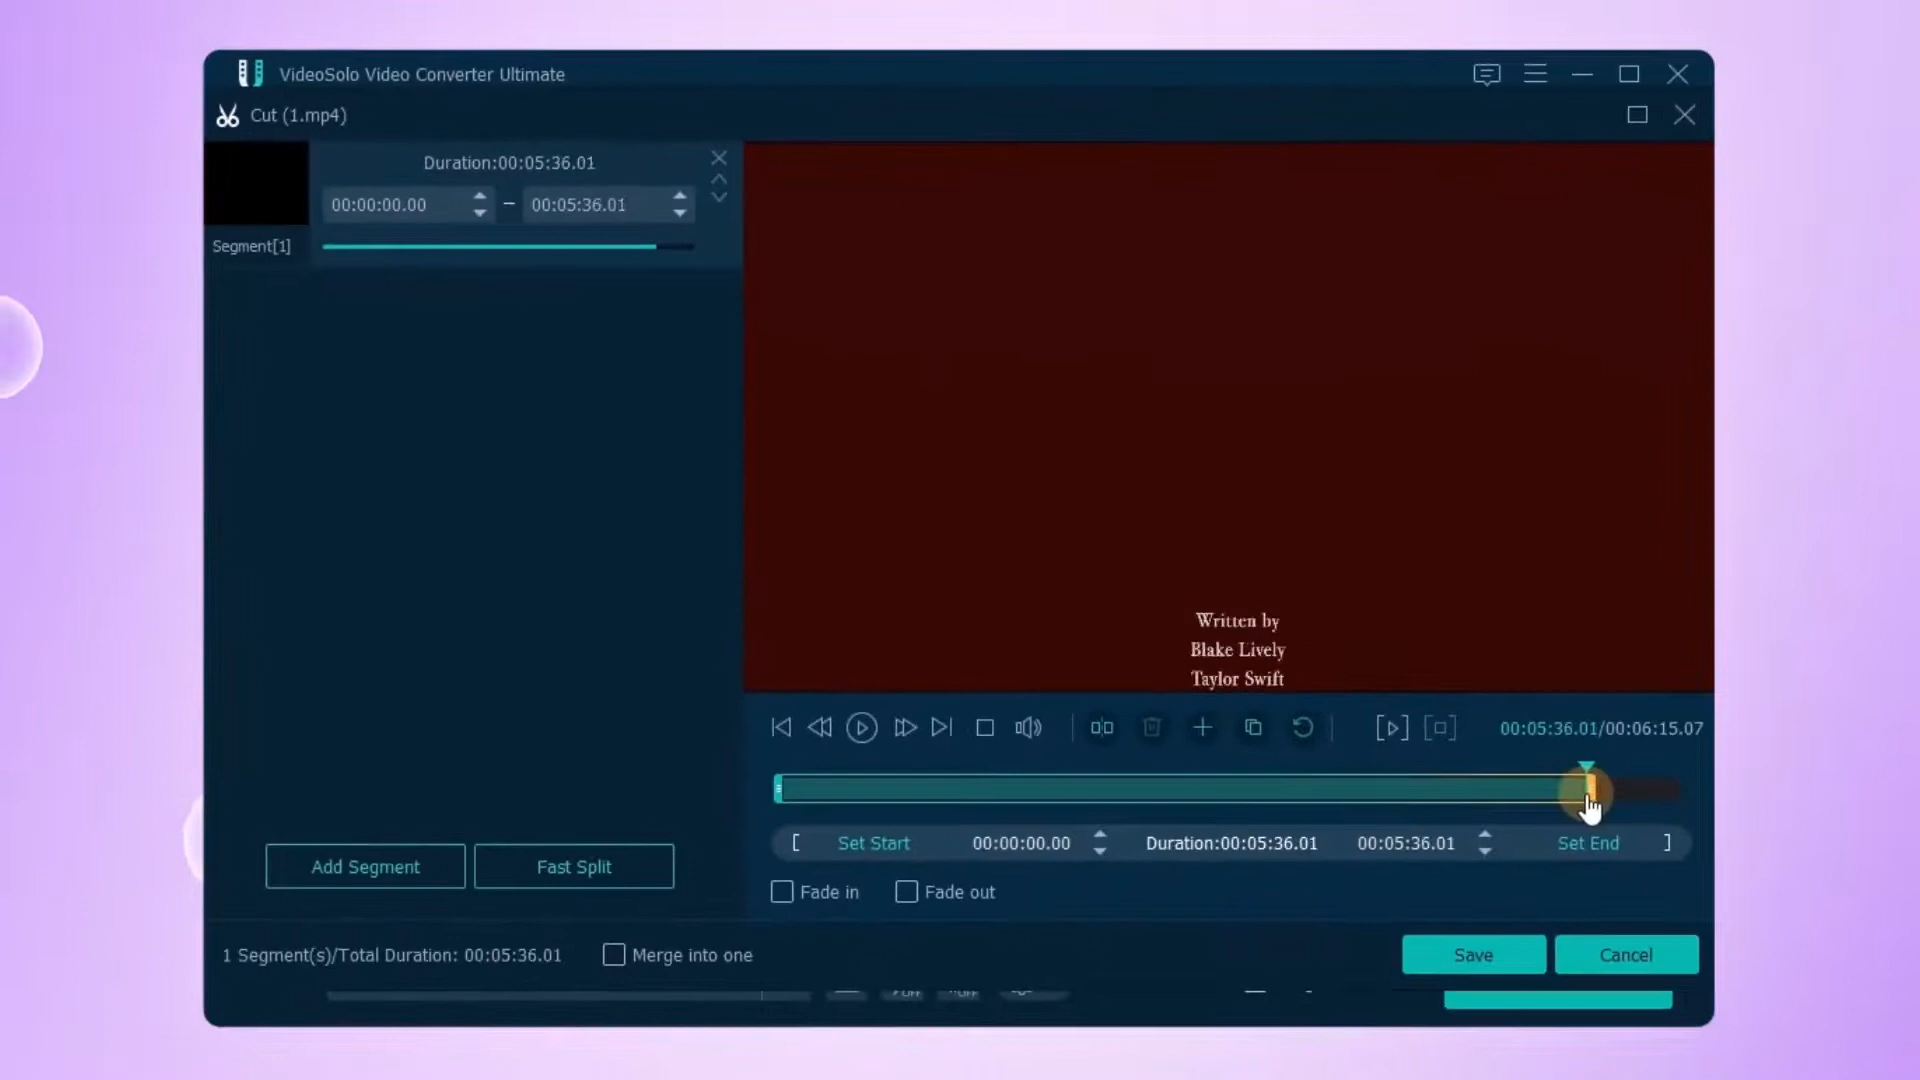 VideoSolo Video Converter Ultimate
Cut (1.mp4)
Duration:00:05:36.01
00:00:00.00 – 00:05:36.01
Segment[1]
Written by
Blake Lively
Taylor Swift
00:05:36.01/00:06:15.07
[ Set Start 00:00:00.00 Duration:00:05:36.01 00:05:36.01 Set End ]
Fade in Fade out
Add Segment Fast Split
1 Segment(s)/Total Duration: 00:05:36.01 Merge into one
Save Cancel